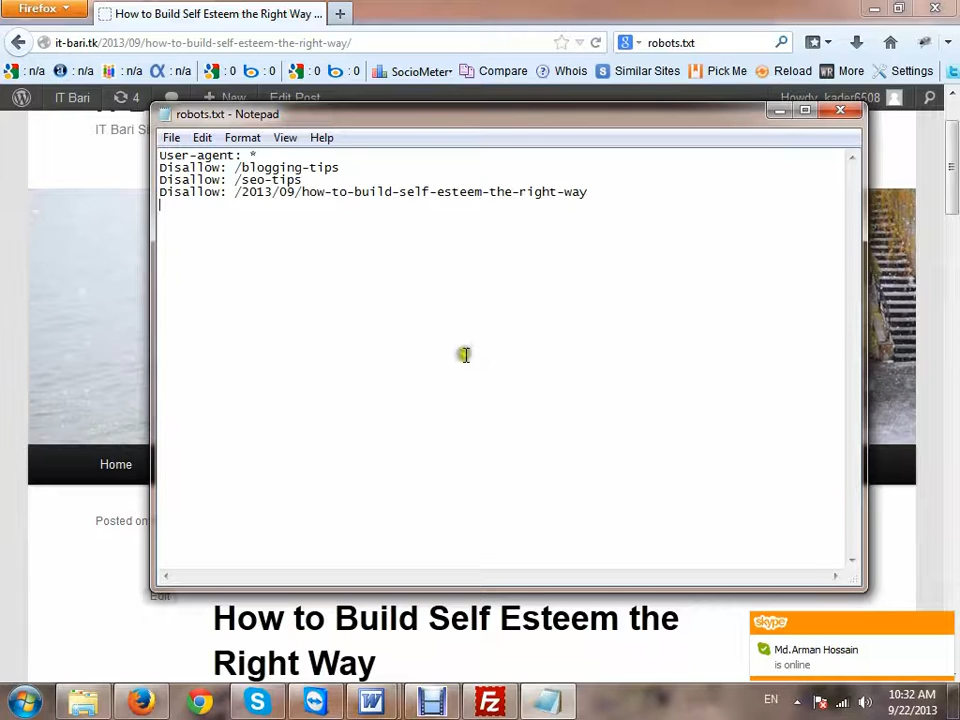 Firefox
How to Build Self Esteem the Right Way ...
it-bari.tk/2013/09/how-to-build-self-esteem-the-right-way/
robots.txt
: n/a : n/a : n/a : n/a : 0 : 0 : 0 : 0 SocioMeter Compare Whois Similar Sites Pick Me Reload More Settings
IT Bari 4 New Edit Post Howdy, kader6508
robots.txt - Notepad
IT Bari
File Edit Format View Help
User-agent: *
Disallow: /blogging-tips
Disallow: /seo-tips
Disallow: /2013/09/how-to-build-self-esteem-the-right-way
Home
Posted on
Edit
How to Build Self Esteem the
Right Way
skype
Md.Arman Hossain
is online
EN
10:32 AM
9/22/2013